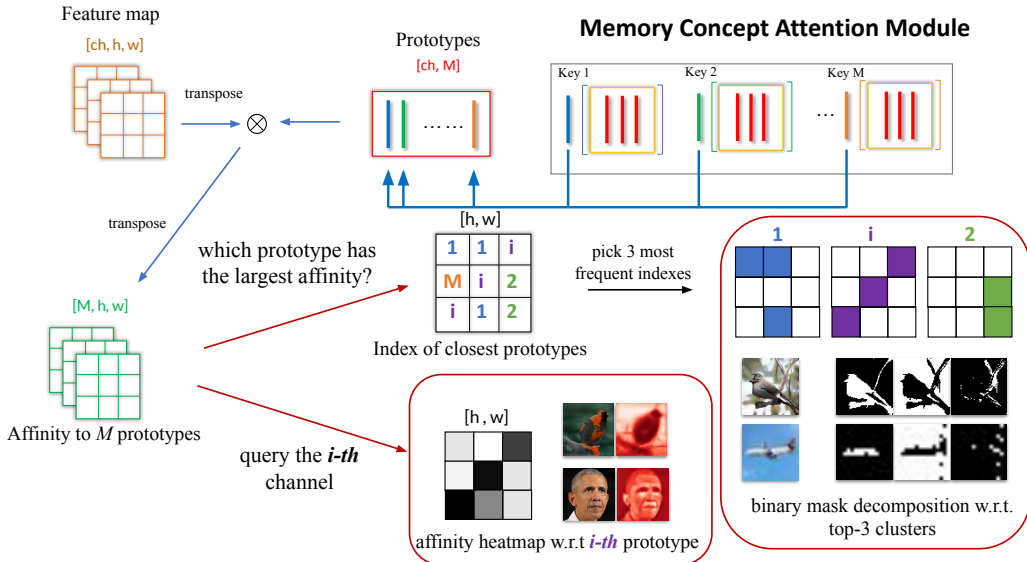 Feature map
[ch, h, w]
transpose
Prototypes
[ch, M]
... ...
Memory Concept Attention Module
Key 1
Key 2
Key M
...
transpose
which prototype has
the largest affinity?
[h, w]
1 1 i
M i 2
i 1 2
Index of closest prototypes
pick 3 most
frequent indexes
1 i 2
binary mask decomposition w.r.t.
top-3 clusters
[M, h, w]
Affinity to M prototypes
query the i-th
channel
[h , w]
affinity heatmap w.r.t i-th prototype